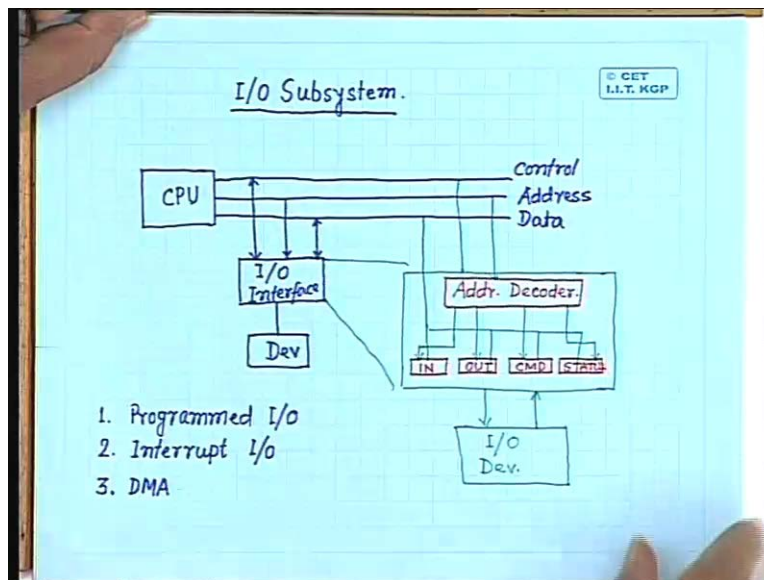 I/O Subsystem.
© CET
I.I.T. KGP
CPU
Control
Address
Data
I/O
Interface
Dev
Addr. Decoder.
IN
OUT
CMD
STATUS
I/O
Dev.
1. Programmed I/O
2. Interrupt I/O
3. DMA